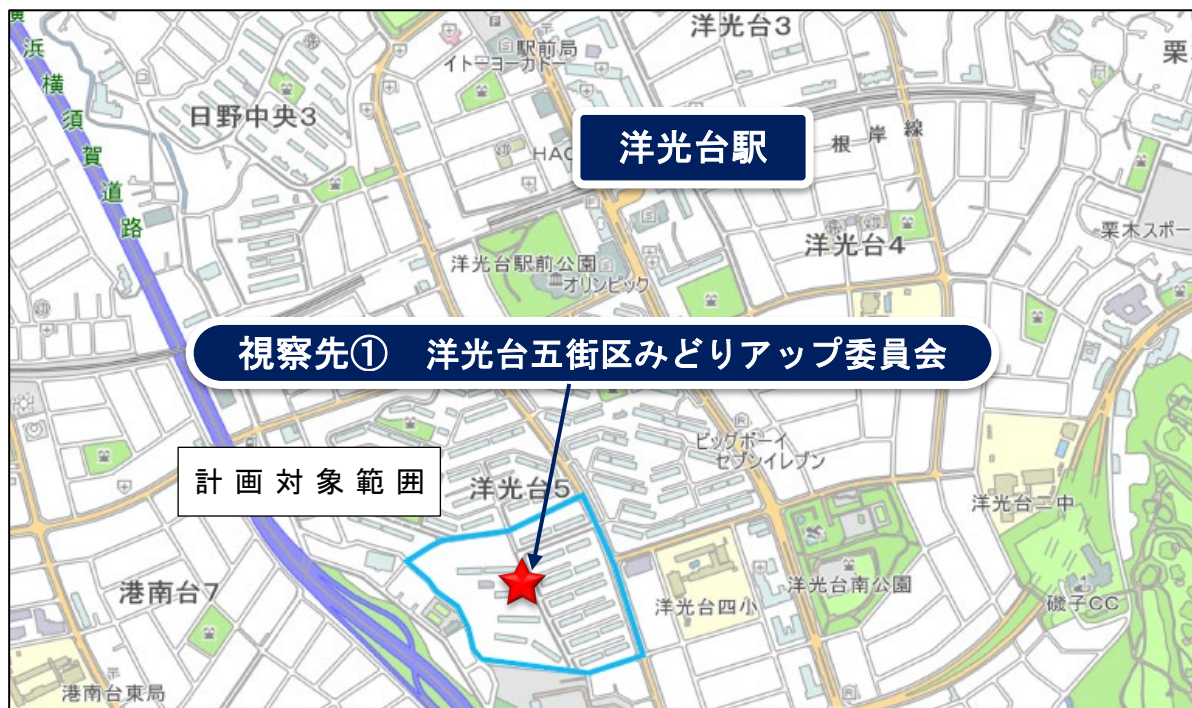 洋光台3
栗
駅前局
イトーヨーカドー
浜横須賀道路
日野中央3
洋光台駅
根岸線
HAC
洋光台4
栗木スポー
洋光台駅前公園
オリンピック
視察先① 洋光台五街区みどりアップ委員会
ビッグボーイ
セブンイレブン
計画対象範囲
洋光台5
洋光台二中
港南台7
洋光台四小
洋光台南公園
磯子CC
港南台東局